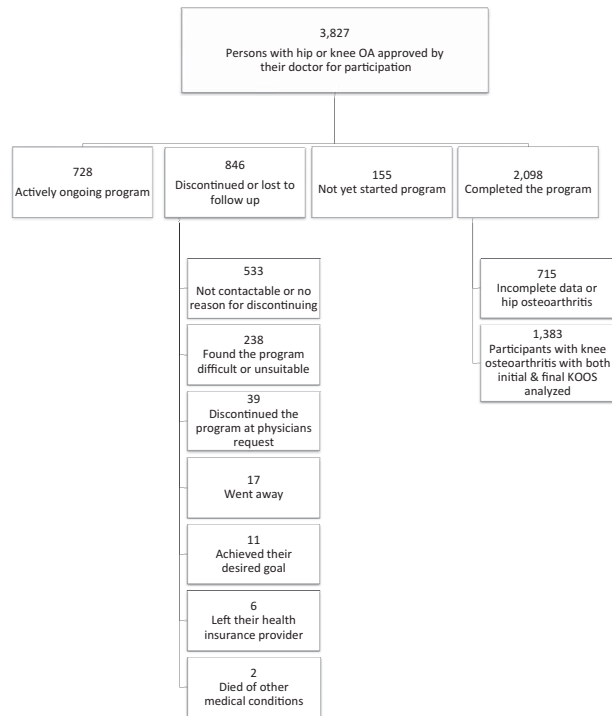 3,827
Persons with hip or knee OA approved by
their doctor for participation
728
Actively ongoing program
846
Discontinued or lost to
follow up
155
Not yet started program
2,098
Completed the program
533
Not contactable or no
reason for discontinuing
238
Found the program
difficult or unsuitable
39
Discontinued the
program at physicians
request
17
Went away
11
Achieved their
desired goal
6
Left their health
insurance provider
2
Died of other
medical conditions
715
Incomplete data or
hip osteoarthritis
1,383
Participants with knee
osteoarthritis with both
initial & final KOOS
analyzed